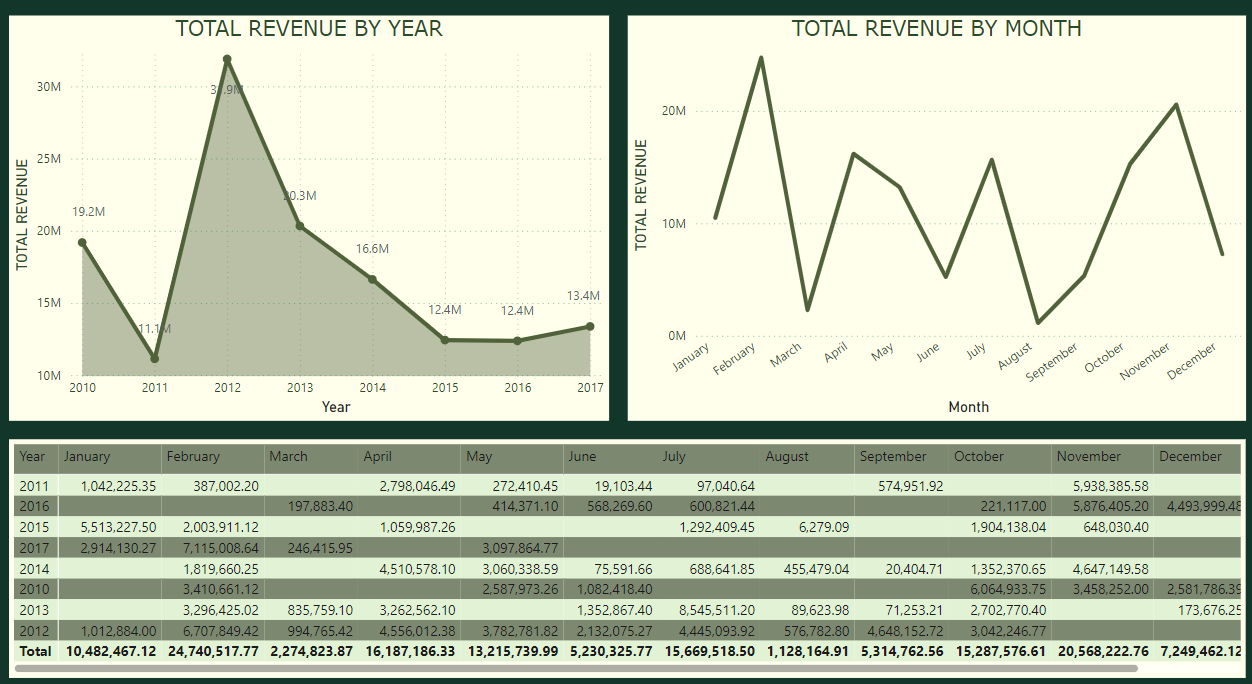 TOTAL REVENUE BY YEAR
TOTAL REVENUE
30M
25M
20M
15M
10M
19.2M
11.1M
31.9M
20.3M
16.6M
12.4M
12.4M
13.4M
2010 2011 2012 2013 2014 2015 2016 2017
Year
TOTAL REVENUE BY MONTH
TOTAL REVENUE
20M
10M
0M
January February March April May June July August September October November December
Month
Year January February March April May June July August September October November December
2011 1,042,225.35 387,002.20 2,798,046.49 272,410.45 19,103.44 97,040.64 574,951.92 5,938,385.58
2016 197,883.40 414,371.10 568,269.60 600,821.44 221,117.00 5,876,405.20 4,493,999.48
2015 5,513,227.50 2,003,911.12 1,059,987.26 1,292,409.45 6,279.09 1,904,138.04 648,030.40
2017 2,914,130.27 7,115,008.64 246,415.95 3,097,864.77
2014 1,819,660.25 4,510,578.10 3,060,338.59 75,591.66 688,641.85 455,479.04 20,404.71 1,352,370.65 4,647,149.58
2010 3,410,661.12 2,587,973.26 1,082,418.40 6,064,933.75 3,458,252.00 2,581,786.39
2013 3,296,425.02 835,759.10 3,262,562.10 1,352,867.40 8,545,511.20 89,623.98 71,253.21 2,702,770.40 173,676.25
2012 1,012,884.00 6,707,849.42 994,765.42 4,556,012.38 3,782,781.82 2,132,075.27 4,445,093.92 576,782.80 4,648,152.72 3,042,246.77
Total 10,482,467.12 24,740,517.77 2,274,823.87 16,187,186.33 13,215,739.99 5,230,325.77 15,669,518.50 1,128,164.91 5,314,762.56 15,287,576.61 20,568,222.76 7,249,462.12